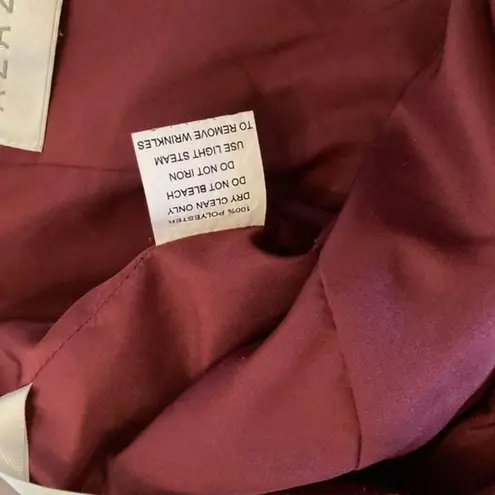 100% POLYESTER
DRY CLEAN ONLY
DO NOT BLEACH
DO NOT IRON
USE LIGHT STEAM
TO REMOVE WRINKLES